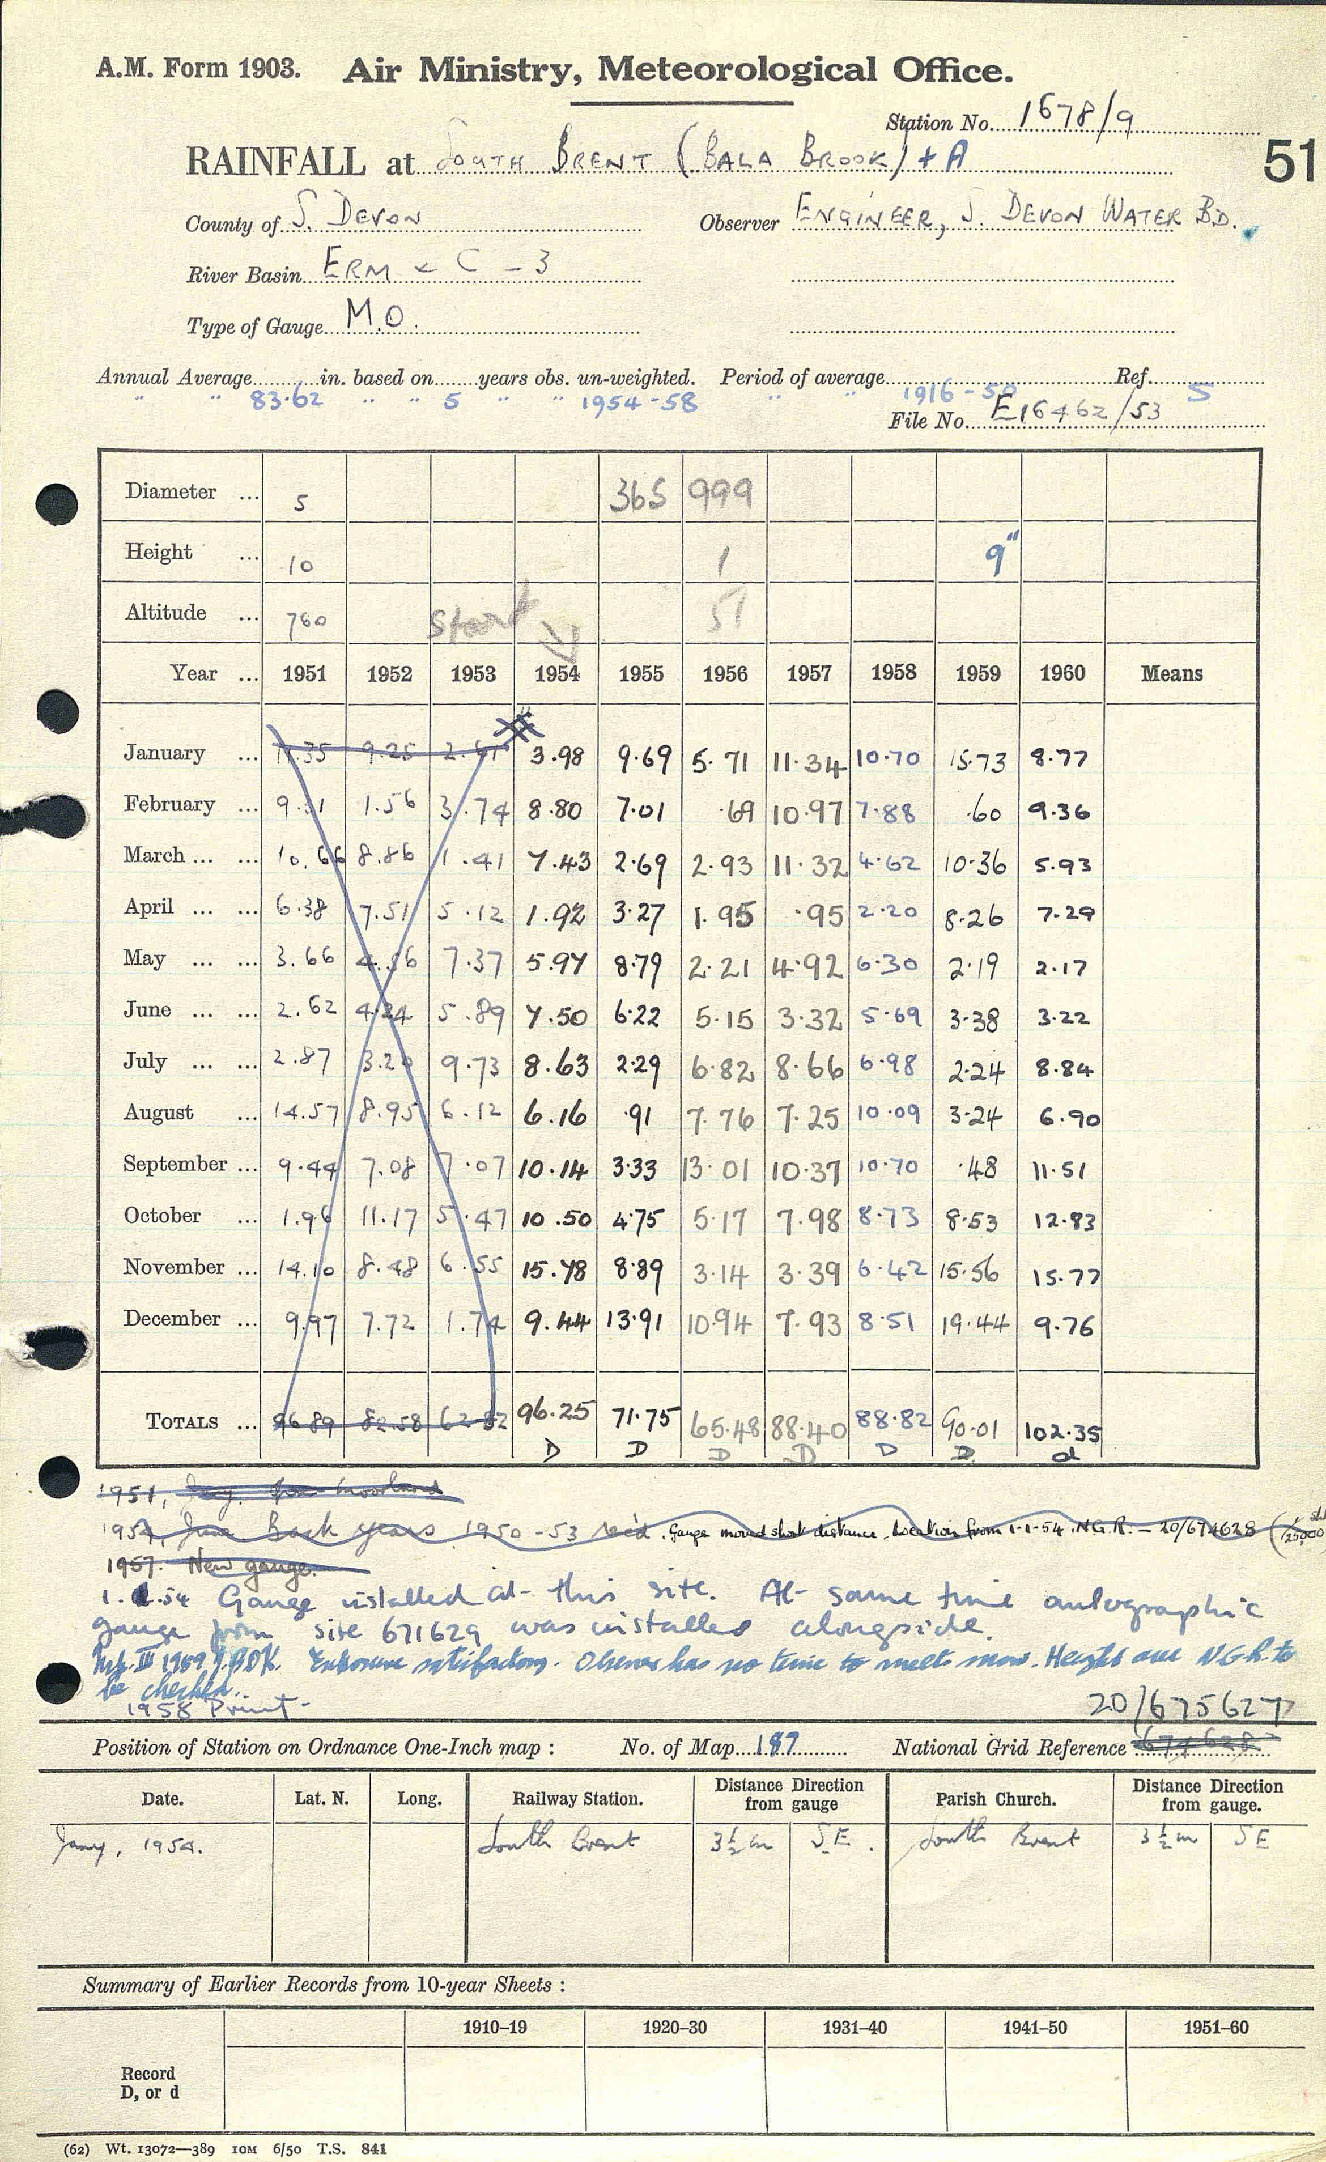 A.M. Form 1903. Air Ministry, Meteorological Office.
Station No. 1678/9
RAINFALL at SOUTH BRENT (BALA BROOK) + A
51
County of S. DEVON Observer ENGINEER, S. DEVON WATER BD.
River Basin ERM & C - 3
Type of Gauge M.O.
Annual Average in. based on years obs. un-weighted. Period of average 1916-50 Ref. S
" " 83.62 " " 5 " " 1954-58 " "
File No. E16462/53
Diameter ... 5 365 999
Height ... 10 1 9"
Altitude ... 760 Start 51
Year ... 1951 1952 1953 1954 1955 1956 1957 1958 1959 1960 Means
January ... 11.35 9.25 2.61 3.98 9.69 5.71 11.34 10.70 15.73 8.77
February ... 9.31 1.56 3.74 8.80 7.01 .69 10.97 7.88 .60 9.36
March ... ... 10.66 8.86 1.41 7.43 2.69 2.93 11.32 4.62 10.36 5.93
April ... ... 6.38 7.51 5.12 1.92 3.27 1.95 .95 2.20 8.26 7.29
May ... ... 3.66 4.56 7.37 5.97 8.79 2.21 4.92 6.30 2.19 2.17
June ... ... 2.62 4.24 5.89 7.50 6.22 5.15 3.32 5.69 3.38 3.22
July ... ... 2.87 3.20 9.73 8.63 2.29 6.82 8.66 6.98 2.24 8.84
August ... 14.57 8.95 6.12 6.16 .91 7.76 7.25 10.09 3.24 6.90
September ... 9.44 7.08 7.07 10.14 3.33 13.01 10.37 10.70 .48 11.51
October ... 1.96 11.17 5.47 10.50 4.75 5.17 7.98 8.73 8.53 12.83
November ... 14.10 8.48 6.55 15.78 8.89 3.14 3.39 6.42 15.56 15.77
December ... 9.97 7.72 1.74 9.44 13.91 10.94 7.93 8.51 19.44 9.76
TOTALS ... 96.89 82.58 62.82 96.25 71.75 65.48 88.40 88.82 90.01 102.35
D D D D D D d
1951,
1954, June Back years 1950-53 rec'd. Gauge moved short distance. Location from 1-1-54. N.G.R. - 20/674628
1957. New gauge.
1.1.54 Gauge installed at this site. At same time autographic
gauge from site 671629 was installed alongside.
1959 Exposure satisfactory. Observer has no time to meet Height and N.G.R. to
be checked.
1958 Print - 20/675627
Position of Station on Ordnance One-Inch map : No. of Map 187 National Grid Reference 674628
Date. Lat. N. Long. Railway Station. Distance from gauge Direction Parish Church. Distance from gauge. Direction
Jany, 1954. South Brent 3½m S.E. South Brent 3½m SE
Summary of Earlier Records from 10-year Sheets :
1910–19 1920–30 1931–40 1941–50 1951–60
Record
D, or d
(62) Wt. 13072—389 10M 6/50 T.S. 841